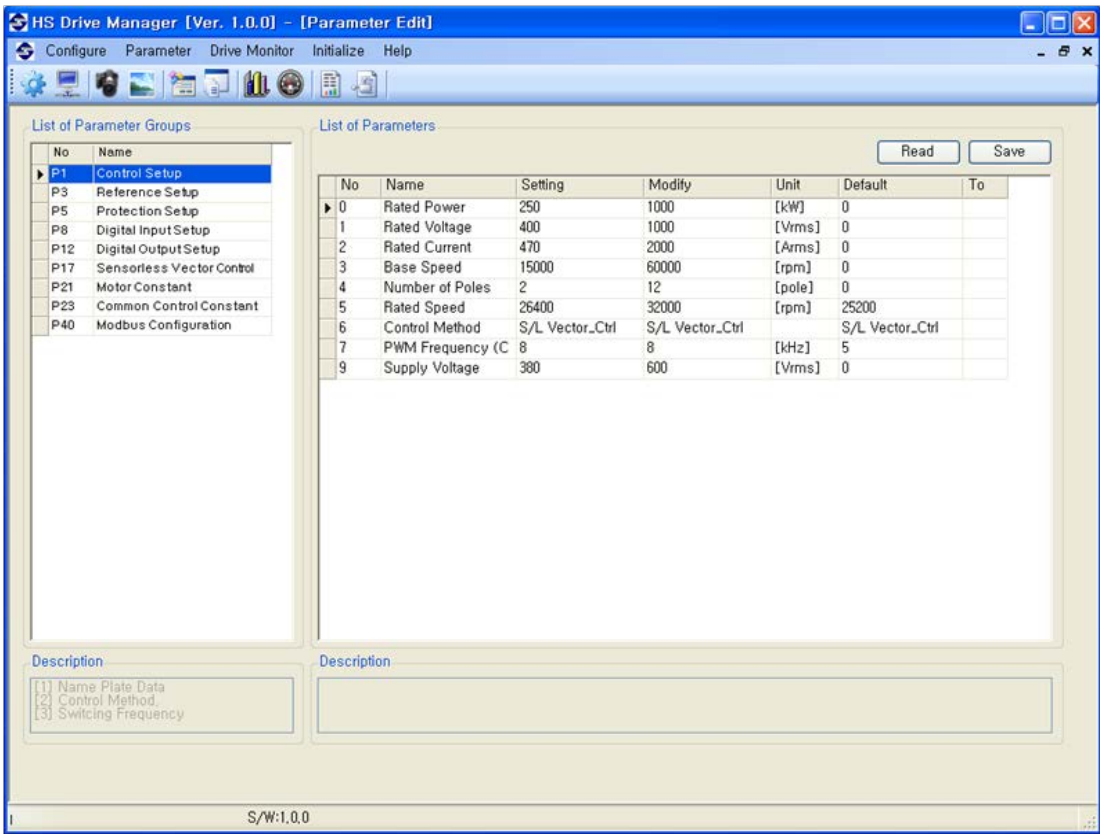 HS Drive Manager [Ver. 1.0.0] - [Parameter Edit]
Configure Parameter Drive Monitor Initialize Help
List of Parameter Groups
No Name
P1 Control Setup
P3 Reference Setup
P5 Protection Setup
P8 Digital Input Setup
P12 Digital Output Setup
P17 Sensorless Vector Control
P21 Motor Constant
P23 Common Control Constant
P40 Modbus Configuration
List of Parameters
Read Save
No Name Setting Modify Unit Default To
0 Rated Power 250 1000 [kW] 0
1 Rated Voltage 400 1000 [Vrms] 0
2 Rated Current 470 2000 [Arms] 0
3 Base Speed 15000 60000 [rpm] 0
4 Number of Poles 2 12 [pole] 0
5 Rated Speed 26400 32000 [rpm] 25200
6 Control Method S/L Vector_Ctrl S/L Vector_Ctrl S/L Vector_Ctrl
7 PWM Frequency (C 8 8 [kHz] 5
9 Supply Voltage 380 600 [Vrms] 0
Description
[1] Name Plate Data
[2] Control Method,
[3] Switcing Frequency
Description
S/W:1.0.0